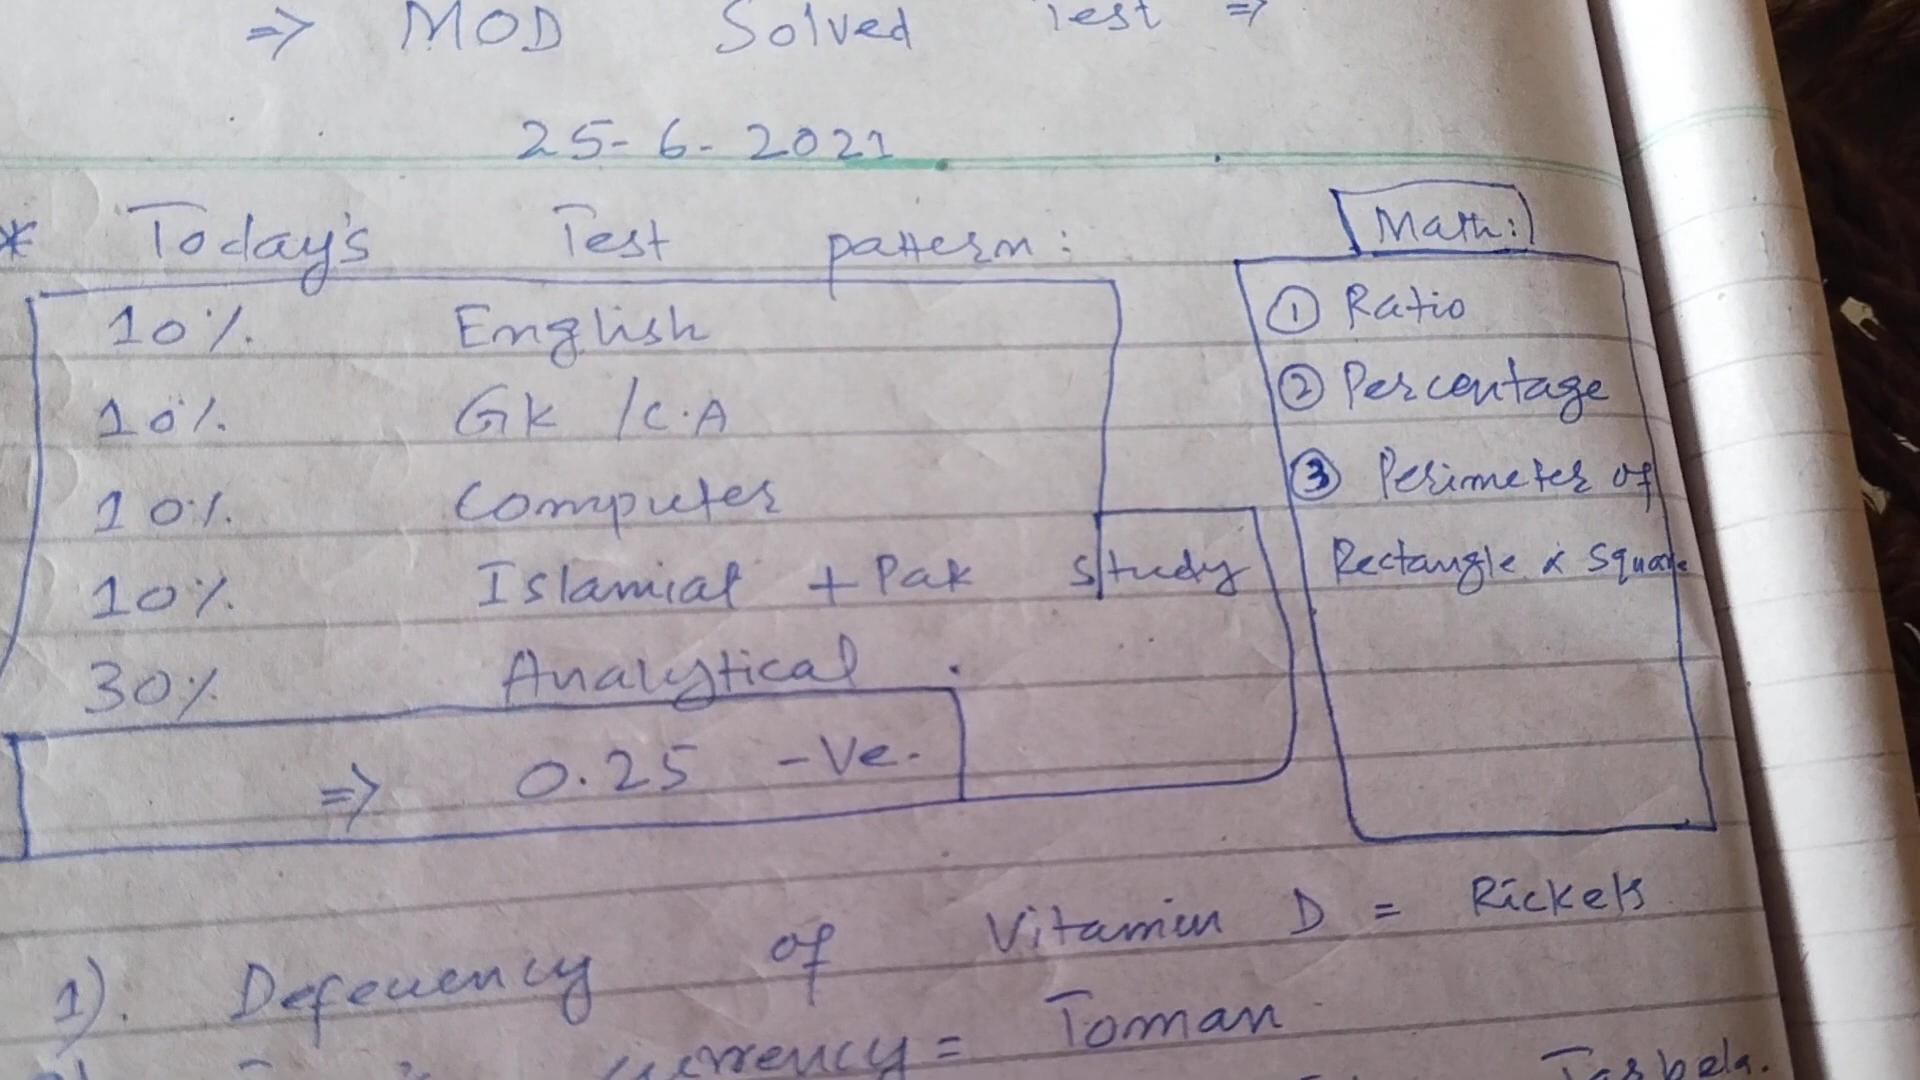 => MOD Solved Test =>
25-6-2021
* Today's Test pattern:
10% English
10% GK /C.A
10% Computer
10% Islamiat + Pak study
30% Analytical.
=> 0.25 -Ve.
Math:
① Ratio
② Percentage
③ Perimeter of
Rectangle & Square
1). Defeuency of Vitamin D = Rickets
currency = Toman
Tarbela.